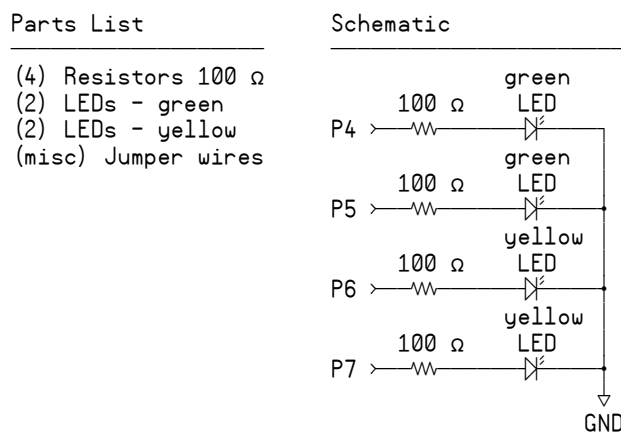 Parts List
(4) Resistors 100 Ω
(2) LEDs - green
(2) LEDs - yellow
(misc) Jumper wires
Schematic
green
100 Ω LED
P4
green
100 Ω LED
P5
yellow
100 Ω LED
P6
yellow
100 Ω LED
P7
GND